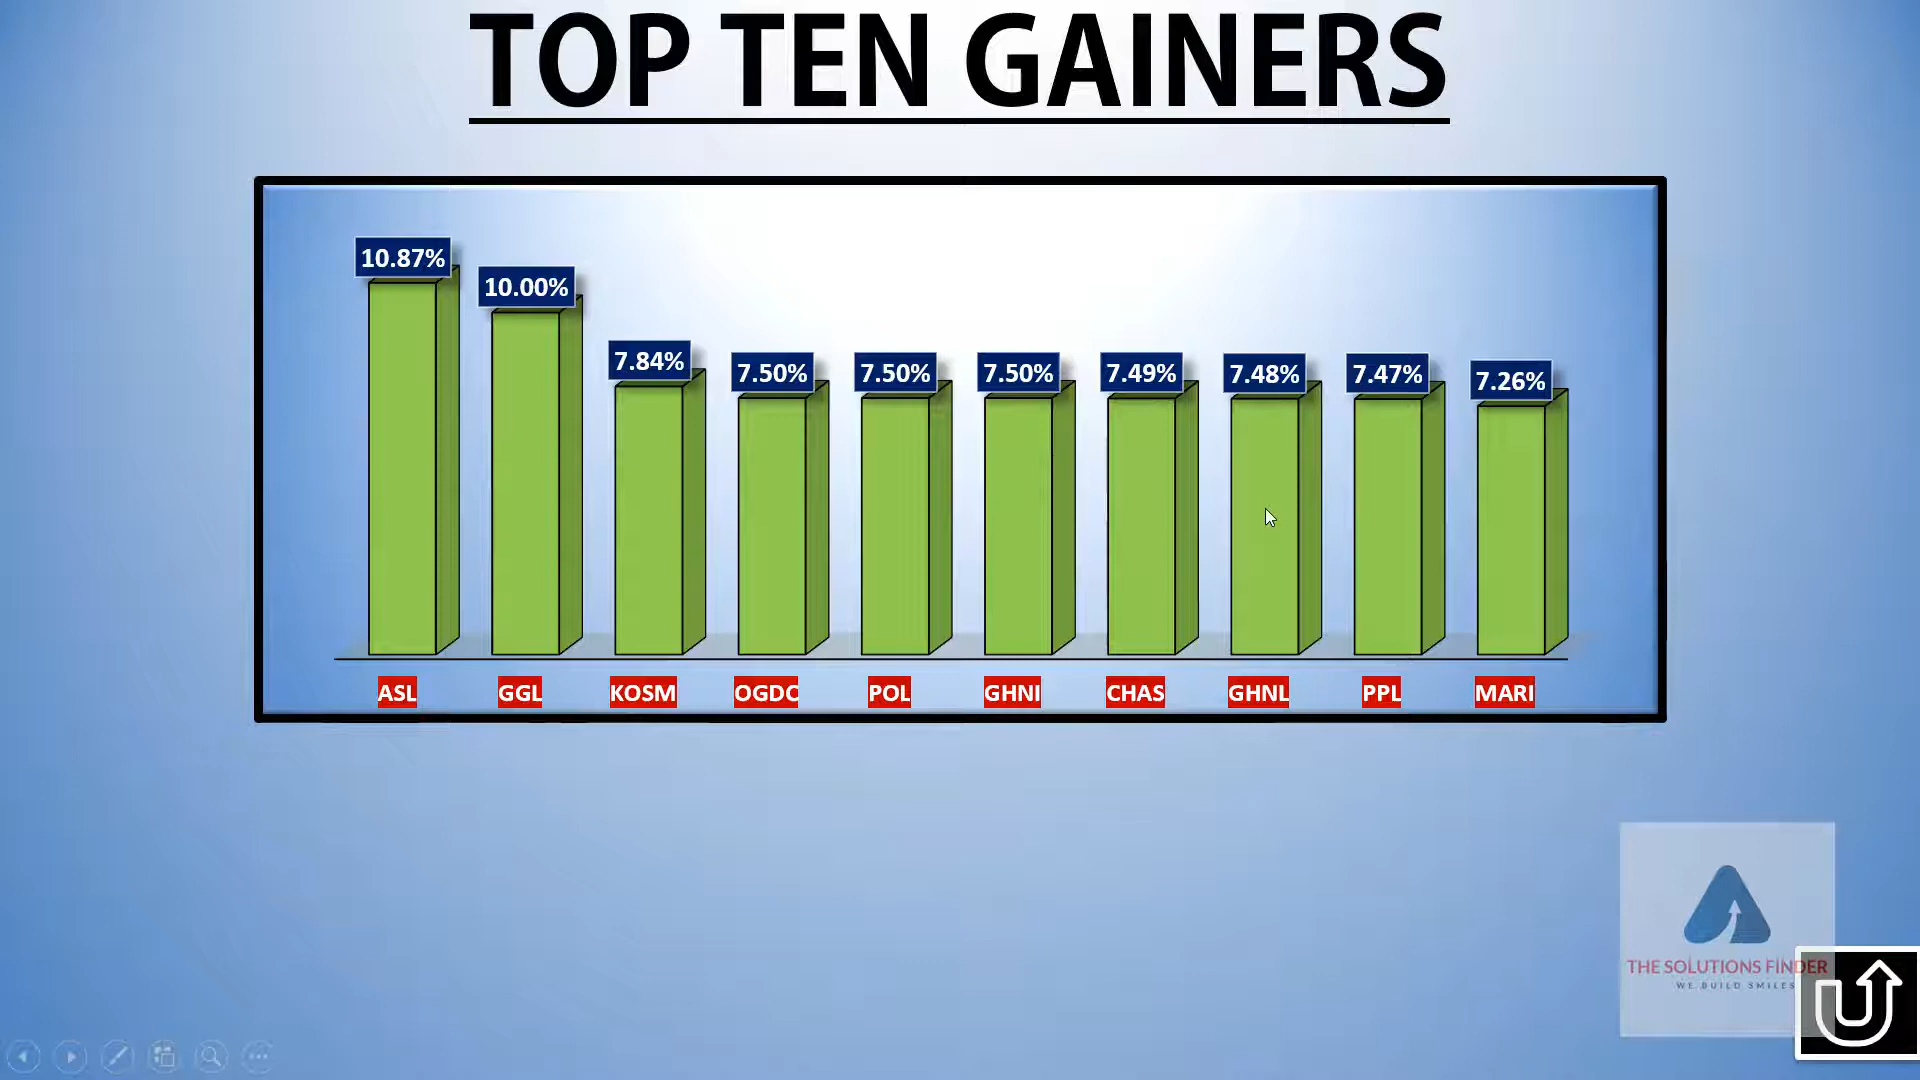 TOP TEN GAINERS
10.87%
10.00%
7.84%
7.50%
7.50%
7.50%
7.49%
7.48%
7.47%
7.26%
ASL
GGL
KOSM
OGDC
POL
GHNI
CHAS
GHNL
PPL
MARI
THE SOLUTIONS FINDER
WE BUILD SMILES